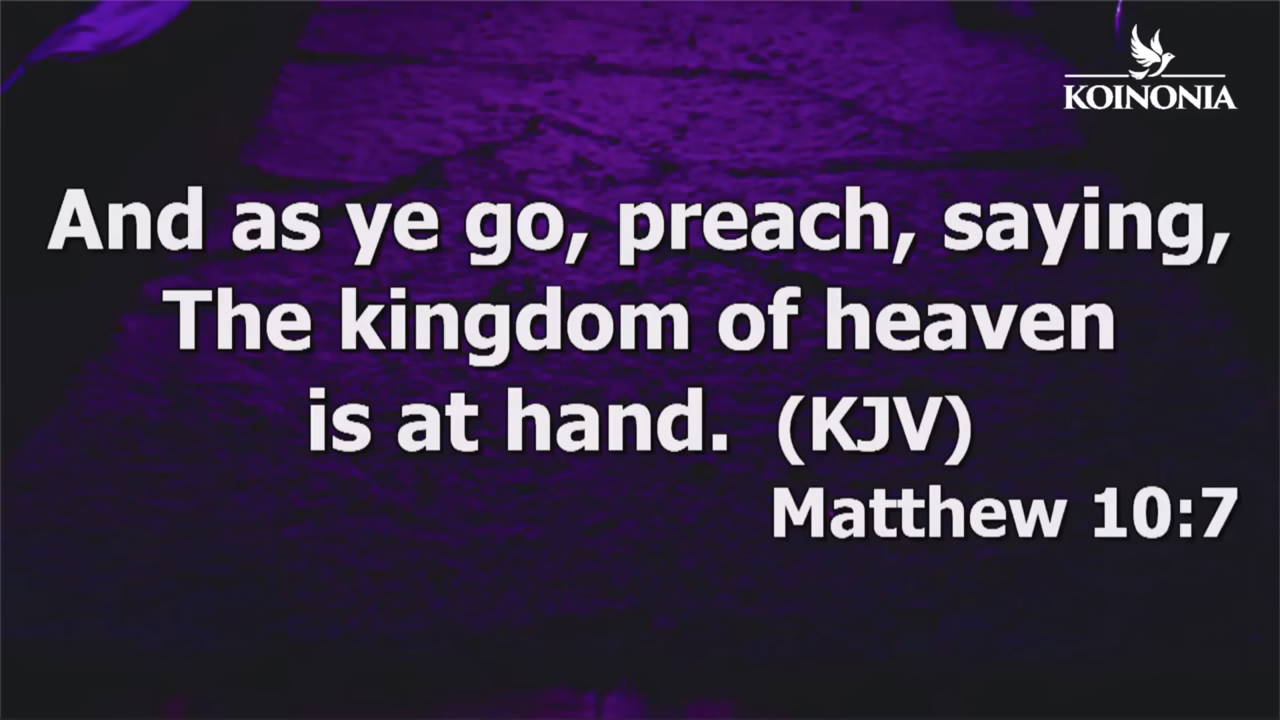 KOINONIA
And as ye go, preach, saying,
The kingdom of heaven
is at hand. (KJV)
Matthew 10:7